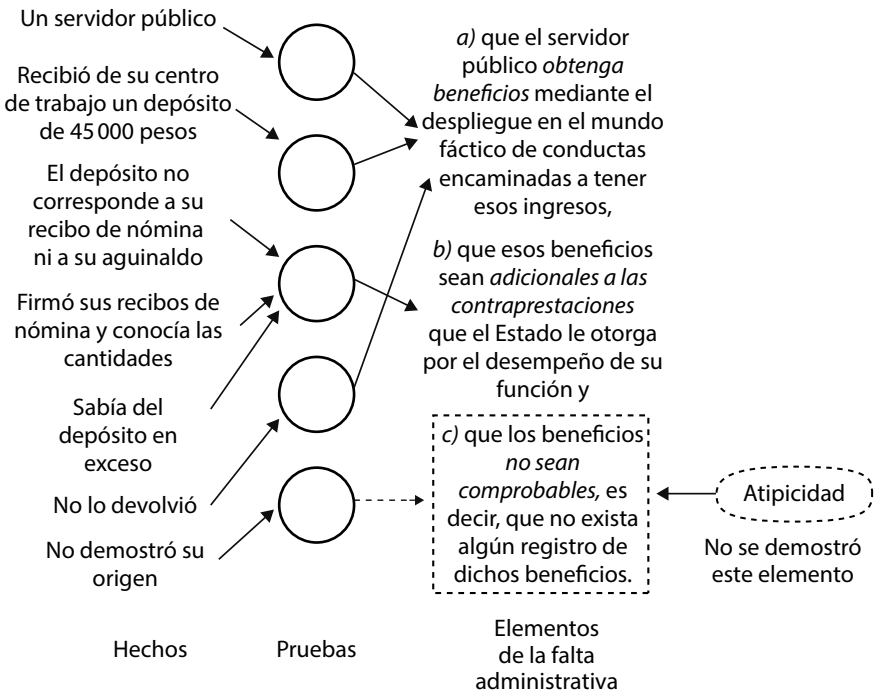 Un servidor público
Recibió de su centro
de trabajo un depósito
de 45 000 pesos
El depósito no
corresponde a su
recibo de nómina
ni a su aguinaldo
Firmó sus recibos de
nómina y conocía las
cantidades
Sabía del
depósito en
exceso
No lo devolvió
No demostró su
origen
Hechos
Pruebas
a) que el servidor
público obtenga
beneficios mediante el
despliegue en el mundo
fáctico de conductas
encaminadas a tener
esos ingresos,
b) que esos beneficios
sean adicionales a las
contraprestaciones
que el Estado le otorga
por el desempeño de su
función y
c) que los beneficios
no sean
comprobables, es
decir, que no exista
algún registro de
dichos beneficios.
Elementos
de la falta
administrativa
Atipicidad
No se demostró
este elemento